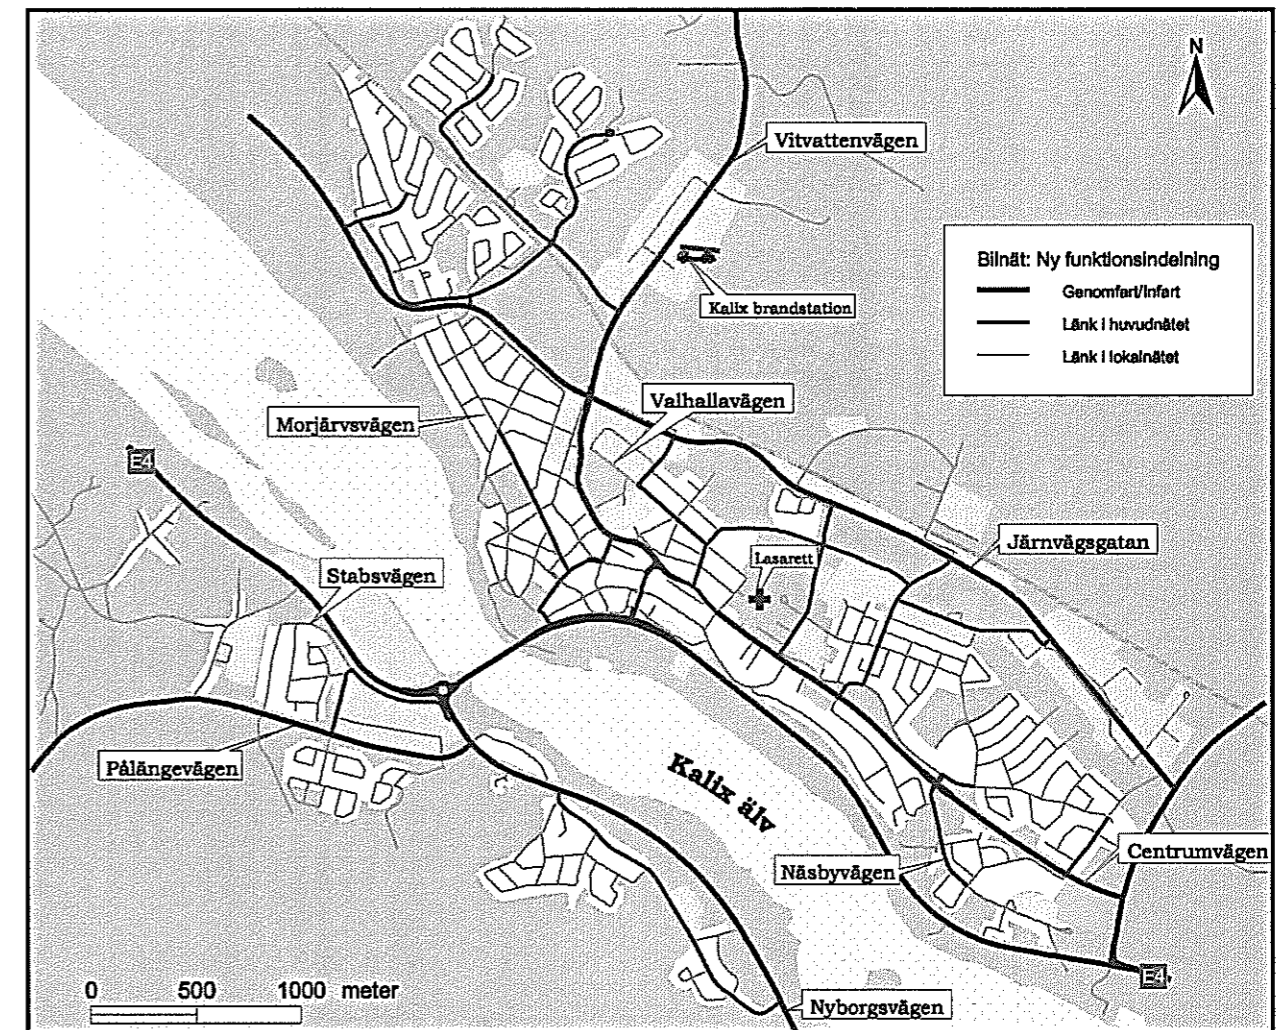 N
Vitvattenvägen
Bilnät: Ny funktionsindelning
Genomfart/Infart
Länk i huvudnätet
Länk i lokalnätet
Kalix brandstation
Valhallavägen
Morjärvsvägen
E4
Järnvägsgatan
Lasarett
Stabsvägen
Pålängevägen
Kalix älv
Centrumvägen
Näsbyvägen
E4
0 500 1000 meter
Nyborgsvägen